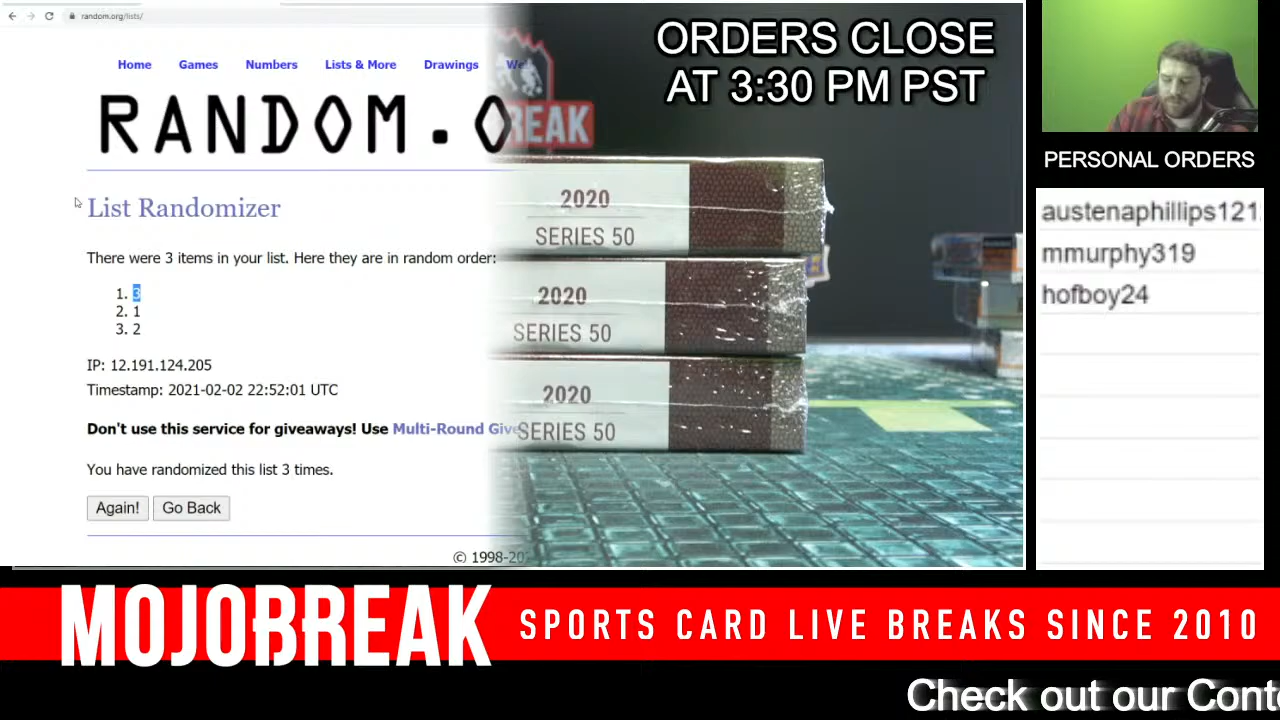 random.org/lists/
Home Games Numbers Lists & More Drawings We
RANDOM.O
BREAK
ORDERS CLOSE
AT 3:30 PM PST
List Randomizer
There were 3 items in your list. Here they are in random order:
1. 3
2. 1
3. 2
IP: 12.191.124.205
Timestamp: 2021-02-02 22:52:01 UTC
Don't use this service for giveaways! Use Multi-Round Give
You have randomized this list 3 times.
Again! Go Back
© 1998-20
2020
SERIES 50
2020
SERIES 50
2020
SERIES 50
PERSONAL ORDERS
austenaphillips121
mmurphy319
hofboy24
MOJOBREAK
SPORTS CARD LIVE BREAKS SINCE 2010
Check out our Conte